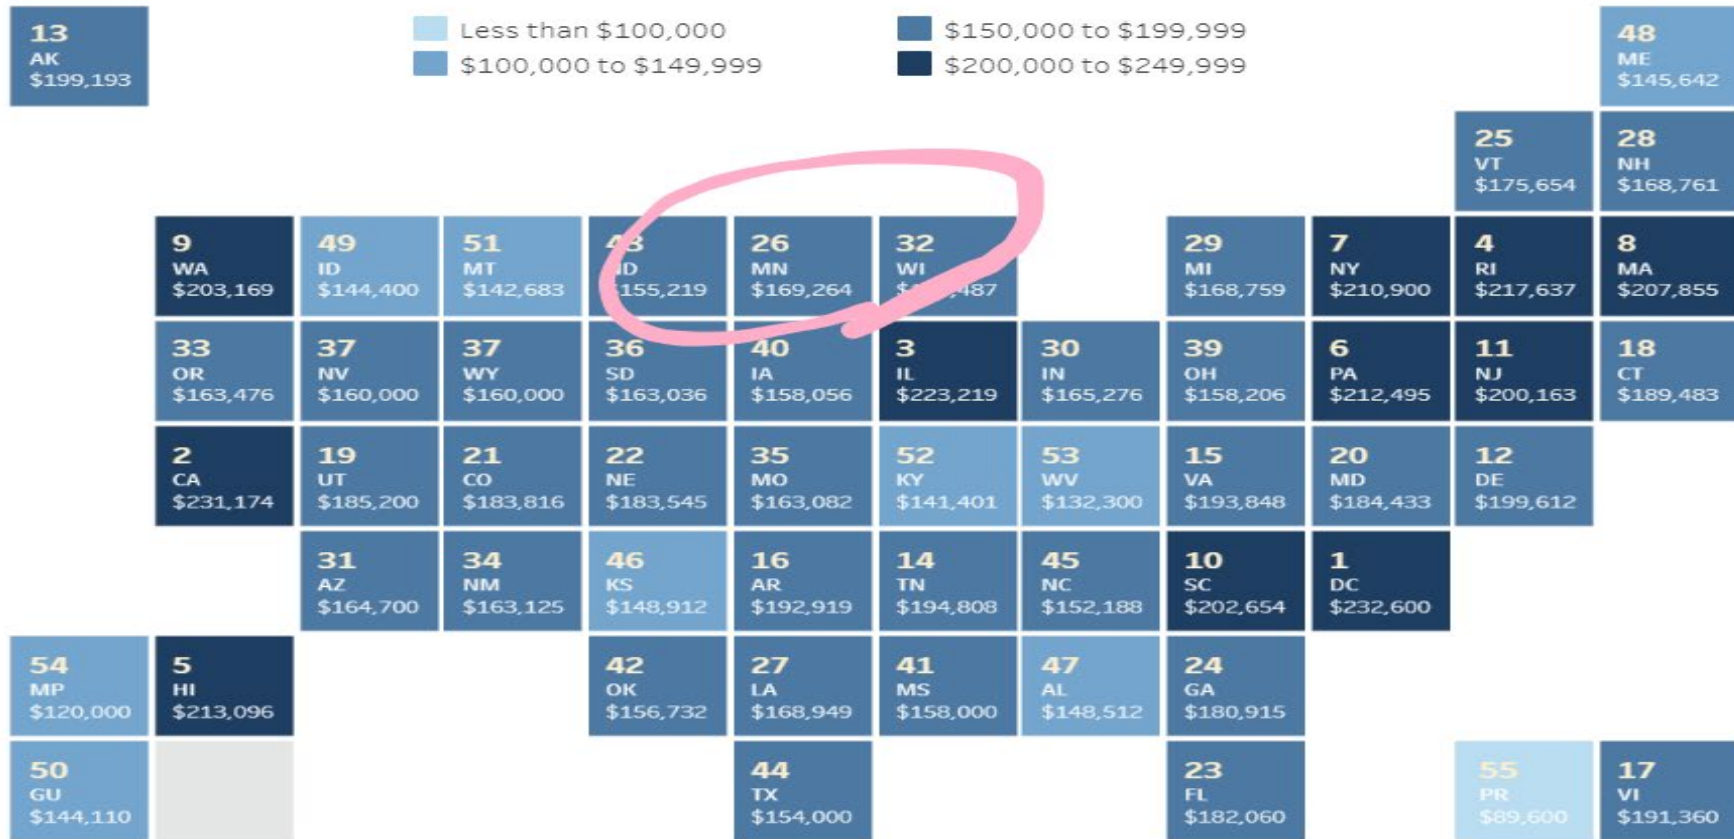 13
AK
$199,193
Less than $100,000
$100,000 to $149,999
$150,000 to $199,999
$200,000 to $249,999
48
ME
$145,642
25
VT
$175,654
28
NH
$168,761
9
WA
$203,169
49
ID
$144,400
51
MT
$142,683
43
ND
$155,219
26
MN
$169,264
32
WI
29
MI
$168,759
7
NY
$210,900
4
RI
$217,637
8
MA
$207,855
33
OR
$163,476
37
NV
$160,000
37
WY
$160,000
36
SD
$163,036
40
IA
$158,056
3
IL
$223,219
30
IN
$165,276
39
OH
$158,206
6
PA
$212,495
11
NJ
$200,163
18
CT
$189,483
2
CA
$231,174
19
UT
$185,200
21
CO
$183,816
22
NE
$183,545
35
MO
$163,082
52
KY
$141,401
53
WV
$132,300
15
VA
$193,848
20
MD
$184,433
12
DE
$199,612
31
AZ
$164,700
34
NM
$163,125
46
KS
$148,912
16
AR
$192,919
14
TN
$194,808
45
NC
$152,188
10
SC
$202,654
1
DC
$232,600
54
MP
$120,000
5
HI
$213,096
42
OK
$156,732
27
LA
$168,949
41
MS
$158,000
47
AL
$148,512
24
GA
$180,915
50
GU
$144,110
44
TX
$154,000
23
FL
$182,060
55
PR
$89,600
17
VI
$191,360